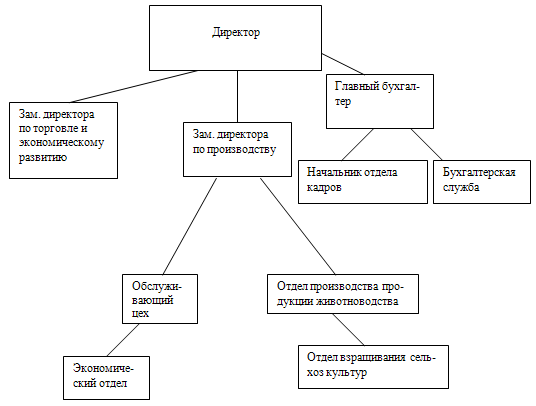 Директор
Главный бухгал-
тер
Зам. директора
по торговле и
экономическому
развитию
Зам. директора
по производству
Начальник отдела
кадров
Бухгалтерская
служба
Обслужи-
вающий
цех
Отдел производства про-
дукции животноводства
Экономиче-
ский отдел
Отдел взращивания сель-
хоз культур